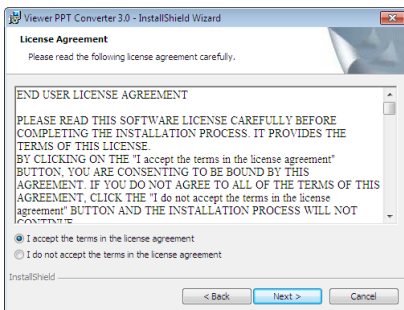 Viewer PPT Converter 3.0 - InstallShield Wizard
License Agreement
Please read the following license agreement carefully.
END USER LICENSE AGREEMENT
PLEASE READ THIS SOFTWARE LICENSE CAREFULLY BEFORE
COMPLETING THE INSTALLATION PROCESS. IT PROVIDES THE
TERMS OF THIS LICENSE.
BY CLICKING ON THE "I accept the terms in the license agreement"
BUTTON, YOU ARE CONSENTING TO BE BOUND BY THIS
AGREEMENT. IF YOU DO NOT AGREE TO ALL OF THE TERMS OF THIS
AGREEMENT, CLICK THE "I do not accept the terms in the license
agreement" BUTTON AND THE INSTALLATION PROCESS WILL NOT
CONTINUE
I accept the terms in the license agreement
I do not accept the terms in the license agreement
InstallShield
< Back
Next >
Cancel